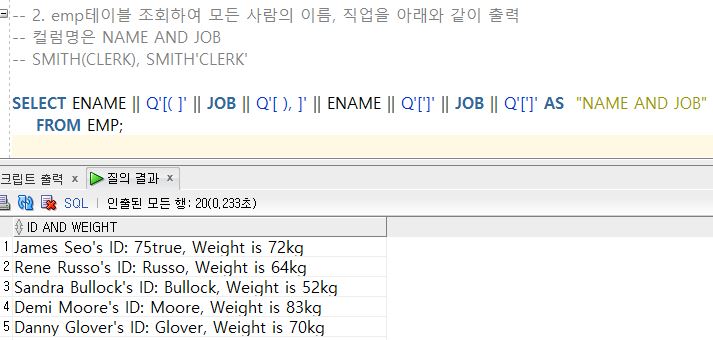 -- 2. emp테이블 조회하여 모든 사람의 이름, 직업을 아래와 같이 출력
-- 컬럼명은 NAME AND JOB
-- SMITH(CLERK), SMITH'CLERK'
SELECT ENAME || Q'[( ]' || JOB || Q'[ ), ]' || ENAME || Q'[']' || JOB || Q'[']' AS "NAME AND JOB"
FROM EMP;
크립트 출력 x 질의 결과 x
SQL | 인출된 모든 행: 20(0,233초)
ID AND WEIGHT
1 James Seo's ID: 75true, Weight is 72kg
2 Rene Russo's ID: Russo, Weight is 64kg
3 Sandra Bullock's ID: Bullock, Weight is 52kg
4 Demi Moore's ID: Moore, Weight is 83kg
5 Danny Glover's ID: Glover, Weight is 70kg